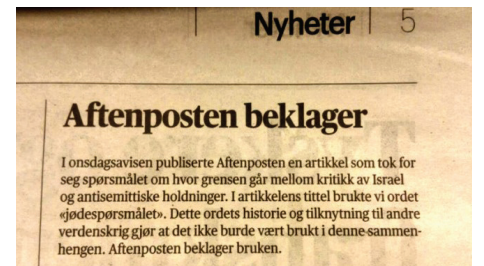 Nyheter 5
Aftenposten beklager
I onsdagsavisen publiserte Aftenposten en artikkel som tok for
seg spørsmålet om hvor grensen går mellom kritikk av Israel
og antisemittiske holdninger. I artikkelens tittel brukte vi ordet
«jødespørsmålet». Dette ordets historie og tilknytning til andre
verdenskrig gjør at det ikke burde vært brukt i denne sammen-
hengen. Aftenposten beklager bruken.